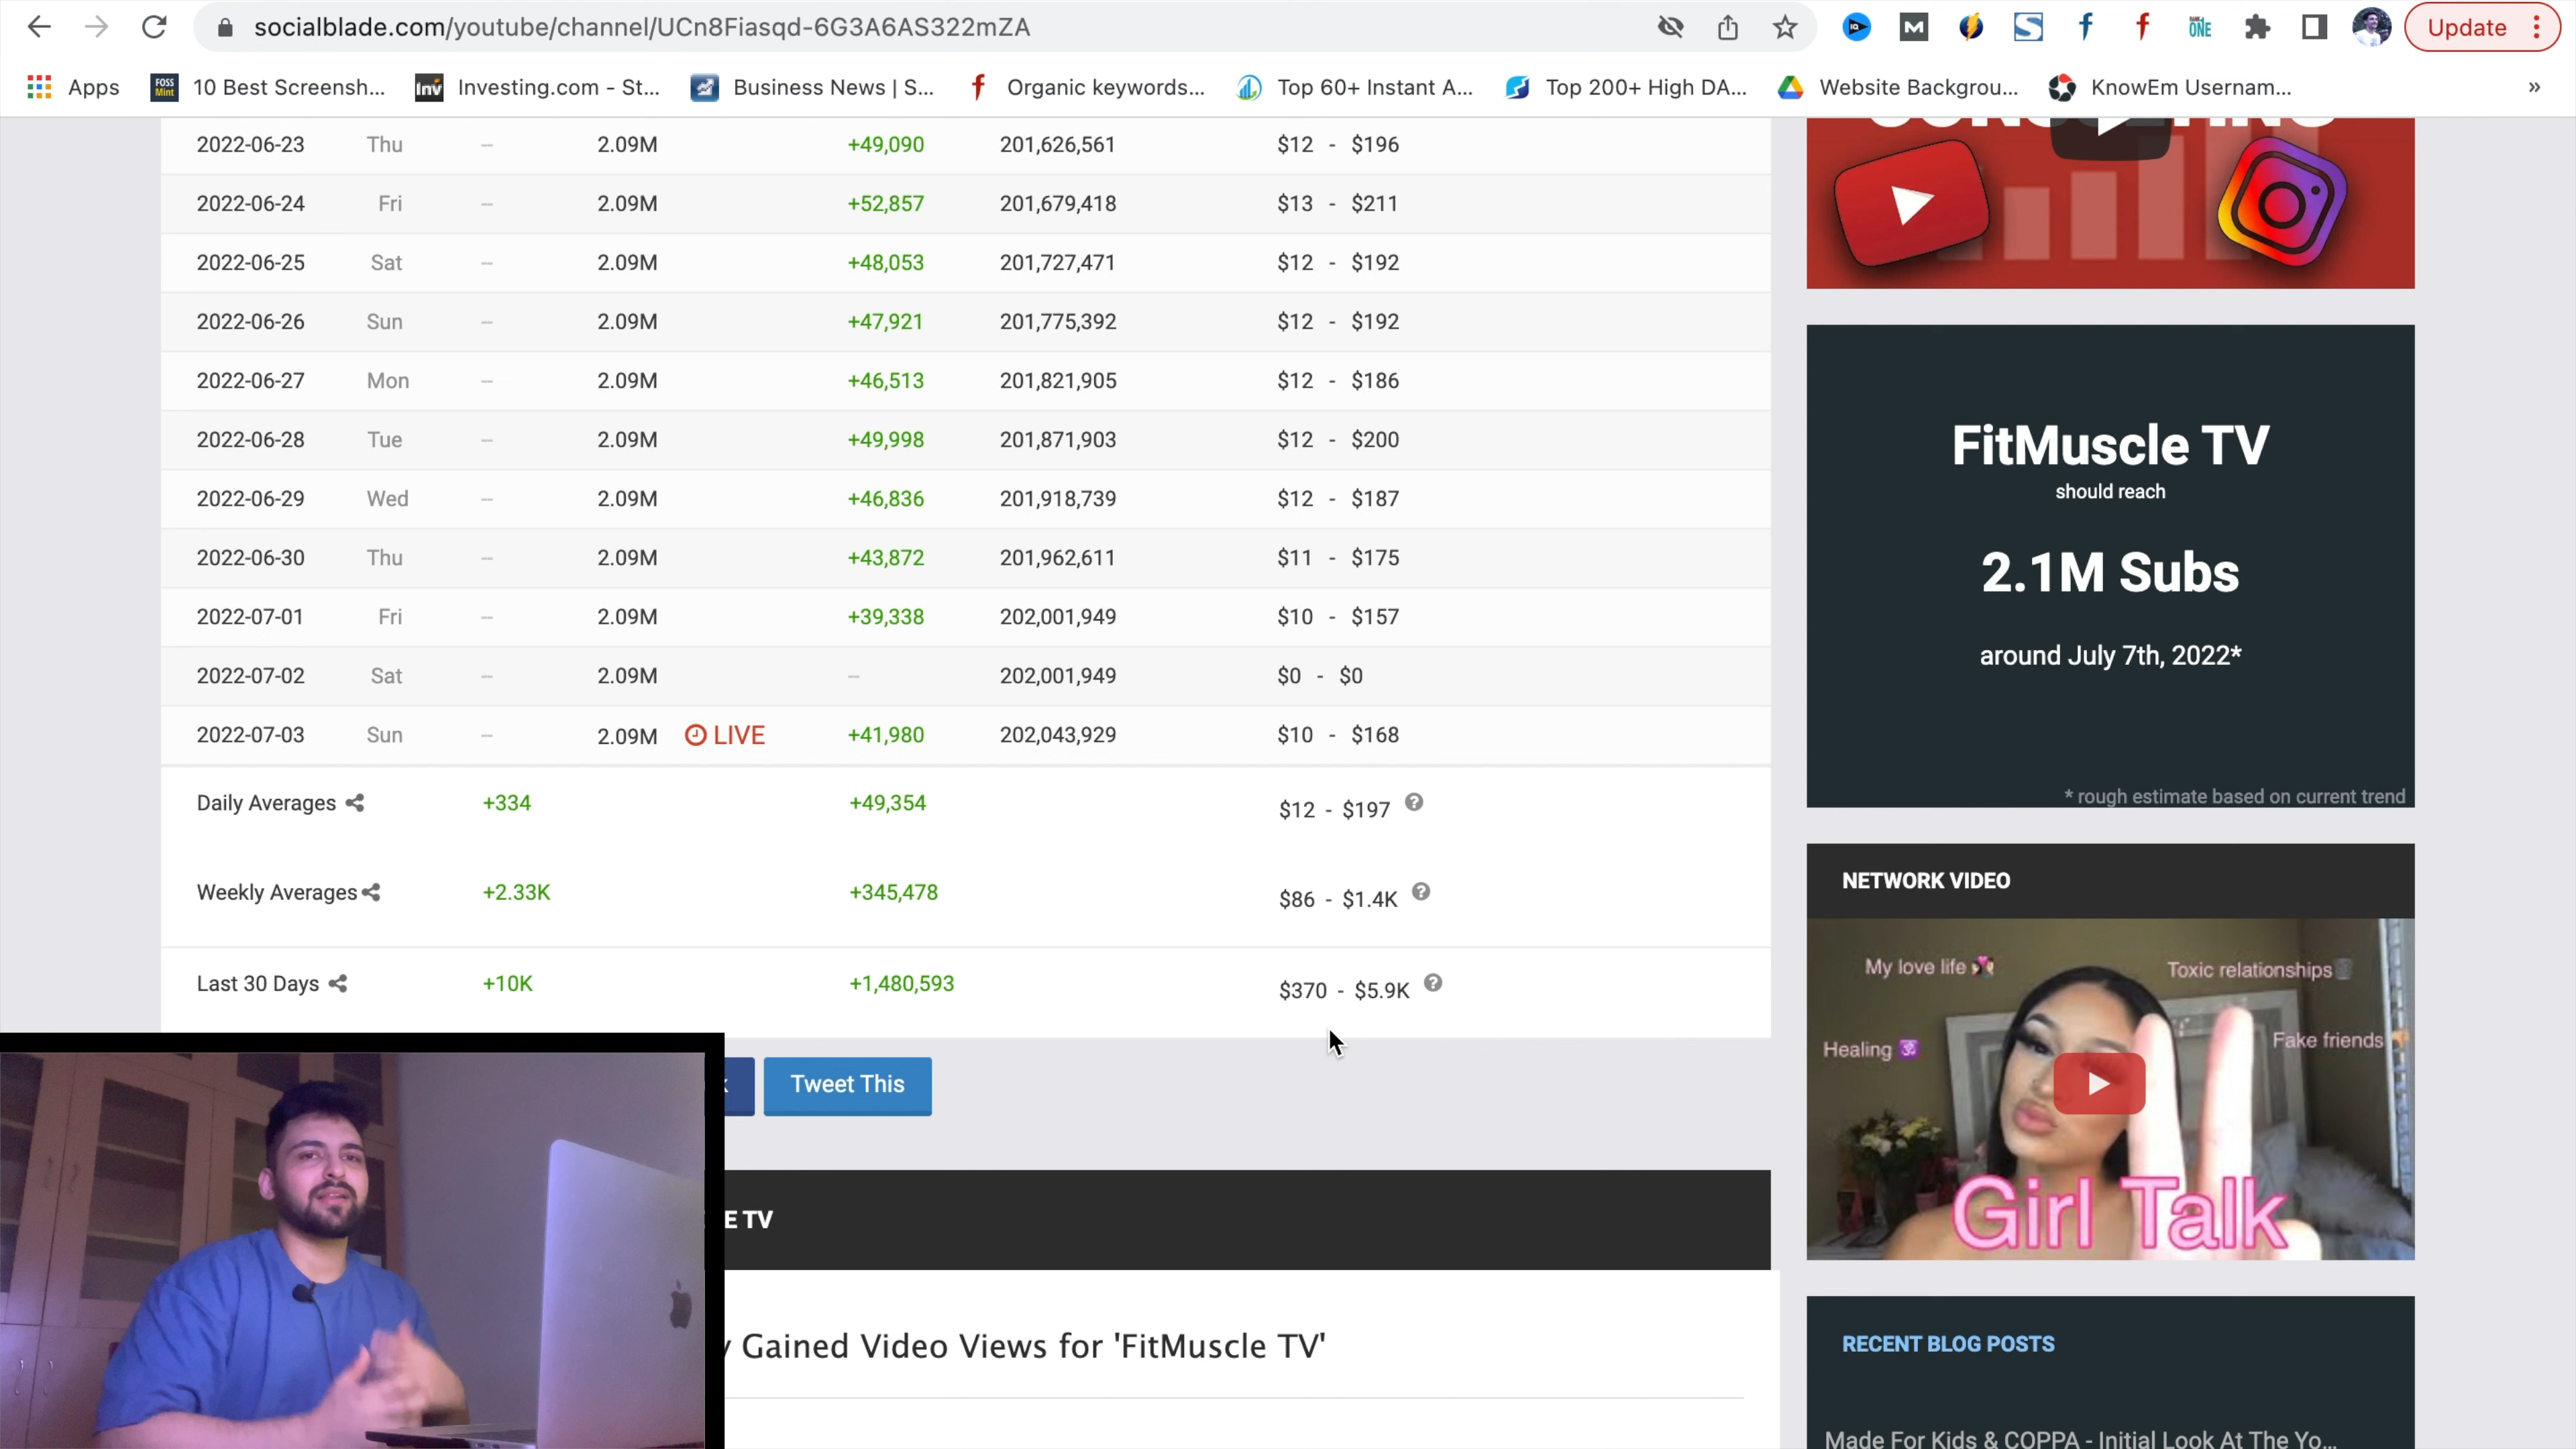 socialblade.com/youtube/channel/UCn8Fiasqd-6G3A6AS322mZA
Update
Apps
FOSS Mint
10 Best Screensh...
Inv
Investing.com - St...
Business News | S...
Organic keywords...
Top 60+ Instant A...
Top 200+ High DA...
Website Backgrou...
KnowEm Usernam...
»
2022-06-23 Thu -- 2.09M +49,090 201,626,561 $12 - $196
2022-06-24 Fri -- 2.09M +52,857 201,679,418 $13 - $211
2022-06-25 Sat -- 2.09M +48,053 201,727,471 $12 - $192
2022-06-26 Sun -- 2.09M +47,921 201,775,392 $12 - $192
2022-06-27 Mon -- 2.09M +46,513 201,821,905 $12 - $186
2022-06-28 Tue -- 2.09M +49,998 201,871,903 $12 - $200
2022-06-29 Wed -- 2.09M +46,836 201,918,739 $12 - $187
2022-06-30 Thu -- 2.09M +43,872 201,962,611 $11 - $175
2022-07-01 Fri -- 2.09M +39,338 202,001,949 $10 - $157
2022-07-02 Sat -- 2.09M -- 202,001,949 $0 - $0
2022-07-03 Sun -- 2.09M LIVE +41,980 202,043,929 $10 - $168
Daily Averages +334 +49,354 $12 - $197
Weekly Averages +2.33K +345,478 $86 - $1.4K
Last 30 Days +10K +1,480,593 $370 - $5.9K
Tweet This
E TV
y Gained Video Views for 'FitMuscle TV'
FitMuscle TV
should reach
2.1M Subs
around July 7th, 2022*
* rough estimate based on current trend
NETWORK VIDEO
My love life
Toxic relationships
Healing
Fake friends
Girl Talk
RECENT BLOG POSTS
Made For Kids & COPPA - Initial Look At The Yo...